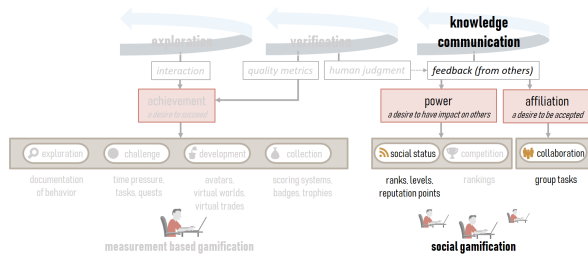 exploration
verification
knowledge
communication
interaction
quality metrics
human judgment
feedback (from others)
achievement
a desire to succeed
power
a desire to have impact on others
affiliation
a desire to be accepted
exploration
challenge
development
collection
social status
competition
collaboration
documentation
of behavior
time pressure,
tasks, quests
avatars,
virtual worlds,
virtual trades
scoring systems,
badges, trophies
ranks, levels,
reputation points
rankings
group tasks
measurement based gamification
social gamification